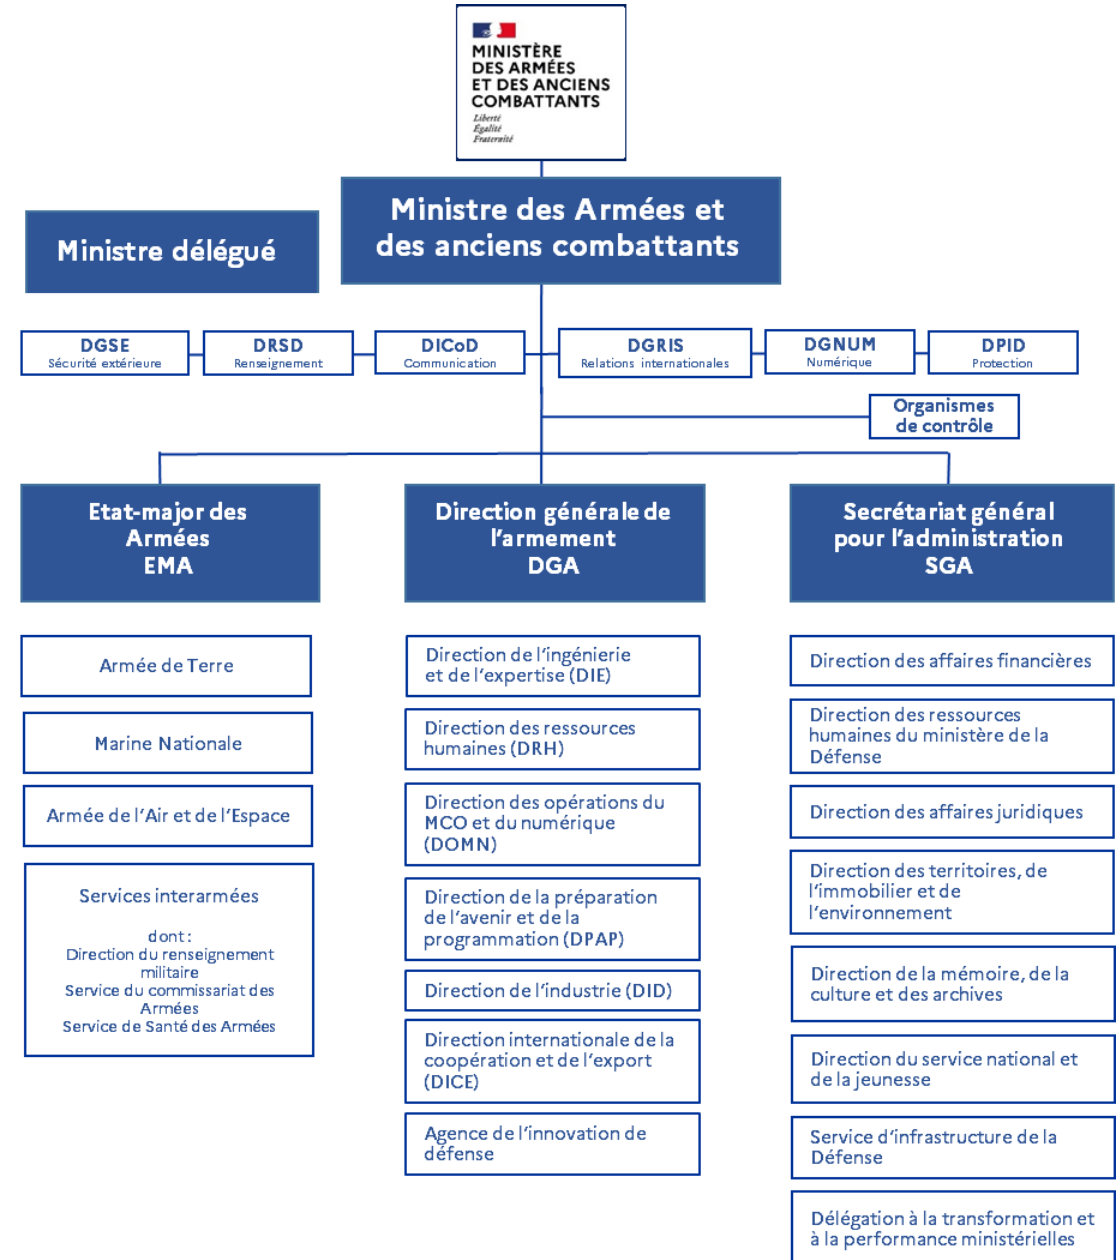 MINISTÈRE
DES ARMÉES
ET DES ANCIENS
COMBATTANTS
Liberté
Égalité
Fraternité
Ministre des Armées et
des anciens combattants
Ministre délégué
DGSE
Sécurité extérieure
DRSD
Renseignement
DICoD
Communication
DGRIS
Relations internationales
DGNUM
Numérique
DPID
Protection
Organismes
de contrôle
Etat-major des
Armées
EMA
Direction générale de
l'armement
DGA
Secrétariat général
pour l'administration
SGA
Armée de Terre
Marine Nationale
Armée de l'Air et de l'Espace
Services interarmées
dont :
Direction du renseignement
militaire
Service du commissariat des
Armées
Service de Santé des Armées
Direction de l'ingénierie
et de l'expertise (DIE)
Direction des ressources
humaines (DRH)
Direction des opérations du
MCO et du numérique
(DOMN)
Direction de la préparation
de l'avenir et de la
programmation (DPAP)
Direction de l'industrie (DID)
Direction internationale de la
coopération et de l'export
(DICE)
Agence de l'innovation de
défense
Direction des affaires financières
Direction des ressources
humaines du ministère de la
Défense
Direction des affaires juridiques
Direction des territoires, de
l'immobilier et de
l'environnement
Direction de la mémoire, de la
culture et des archives
Direction du service national et
de la jeunesse
Service d'infrastructure de la
Défense
Délégation à la transformation et
à la performance ministérielles